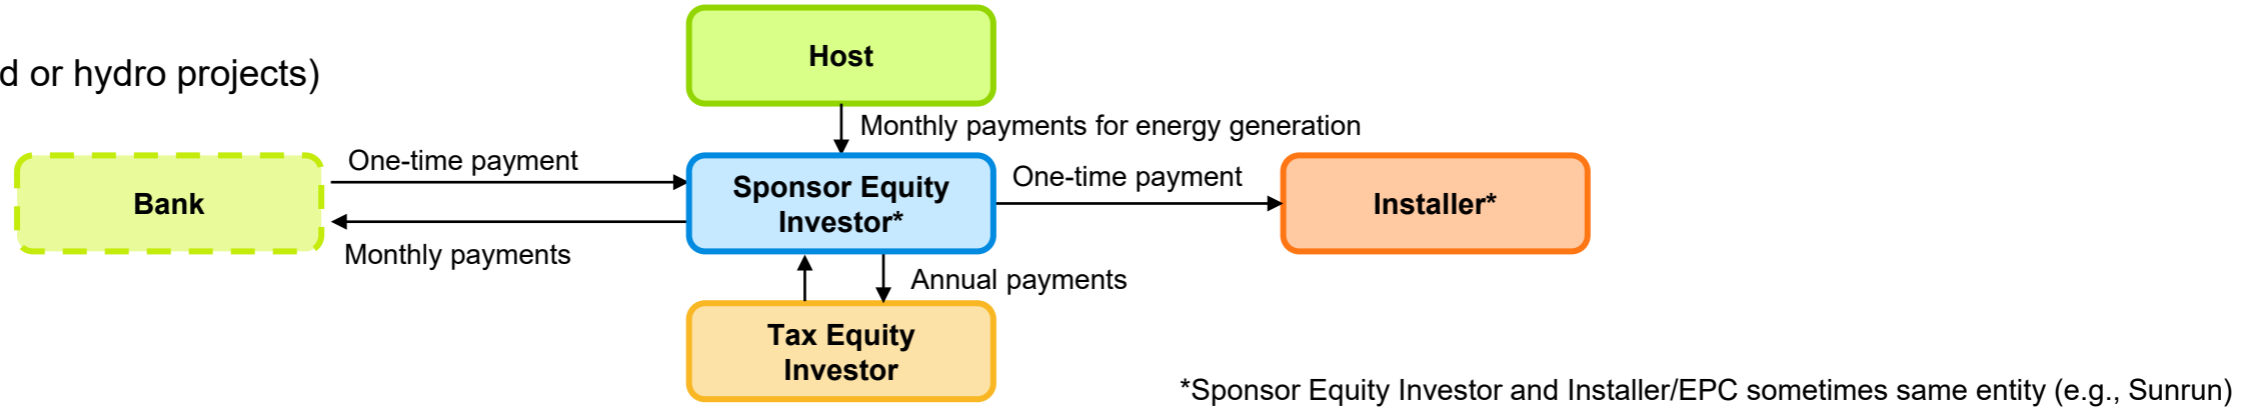 Host
d or hydro projects)
Monthly payments for energy generation
One-time payment
Bank
Sponsor Equity
Investor*
One-time payment
Installer*
Monthly payments
Annual payments
Tax Equity
Investor
*Sponsor Equity Investor and Installer/EPC sometimes same entity (e.g., Sunrun)